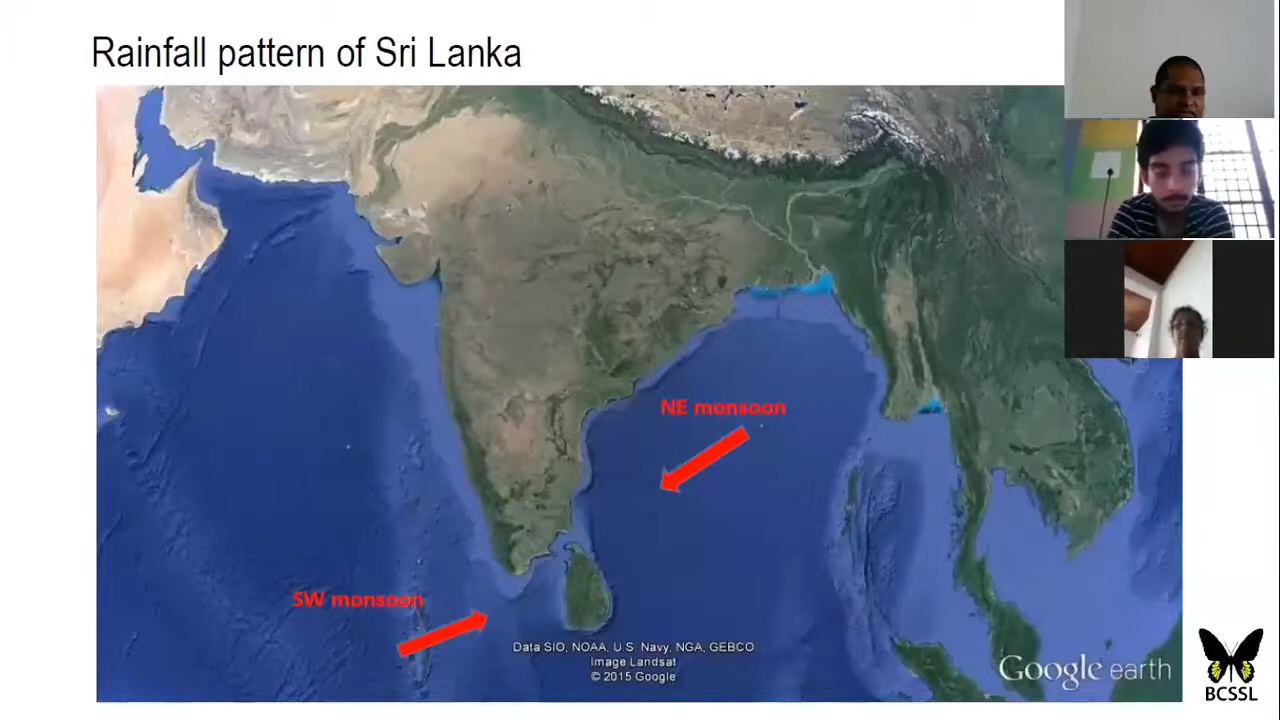 Rainfall pattern of Sri Lanka
NE monsoon
SW monsoon
Data SIO, NOAA, U.S. Navy, NGA, GEBCO
Image Landsat
© 2015 Google
Google earth
BCSSL